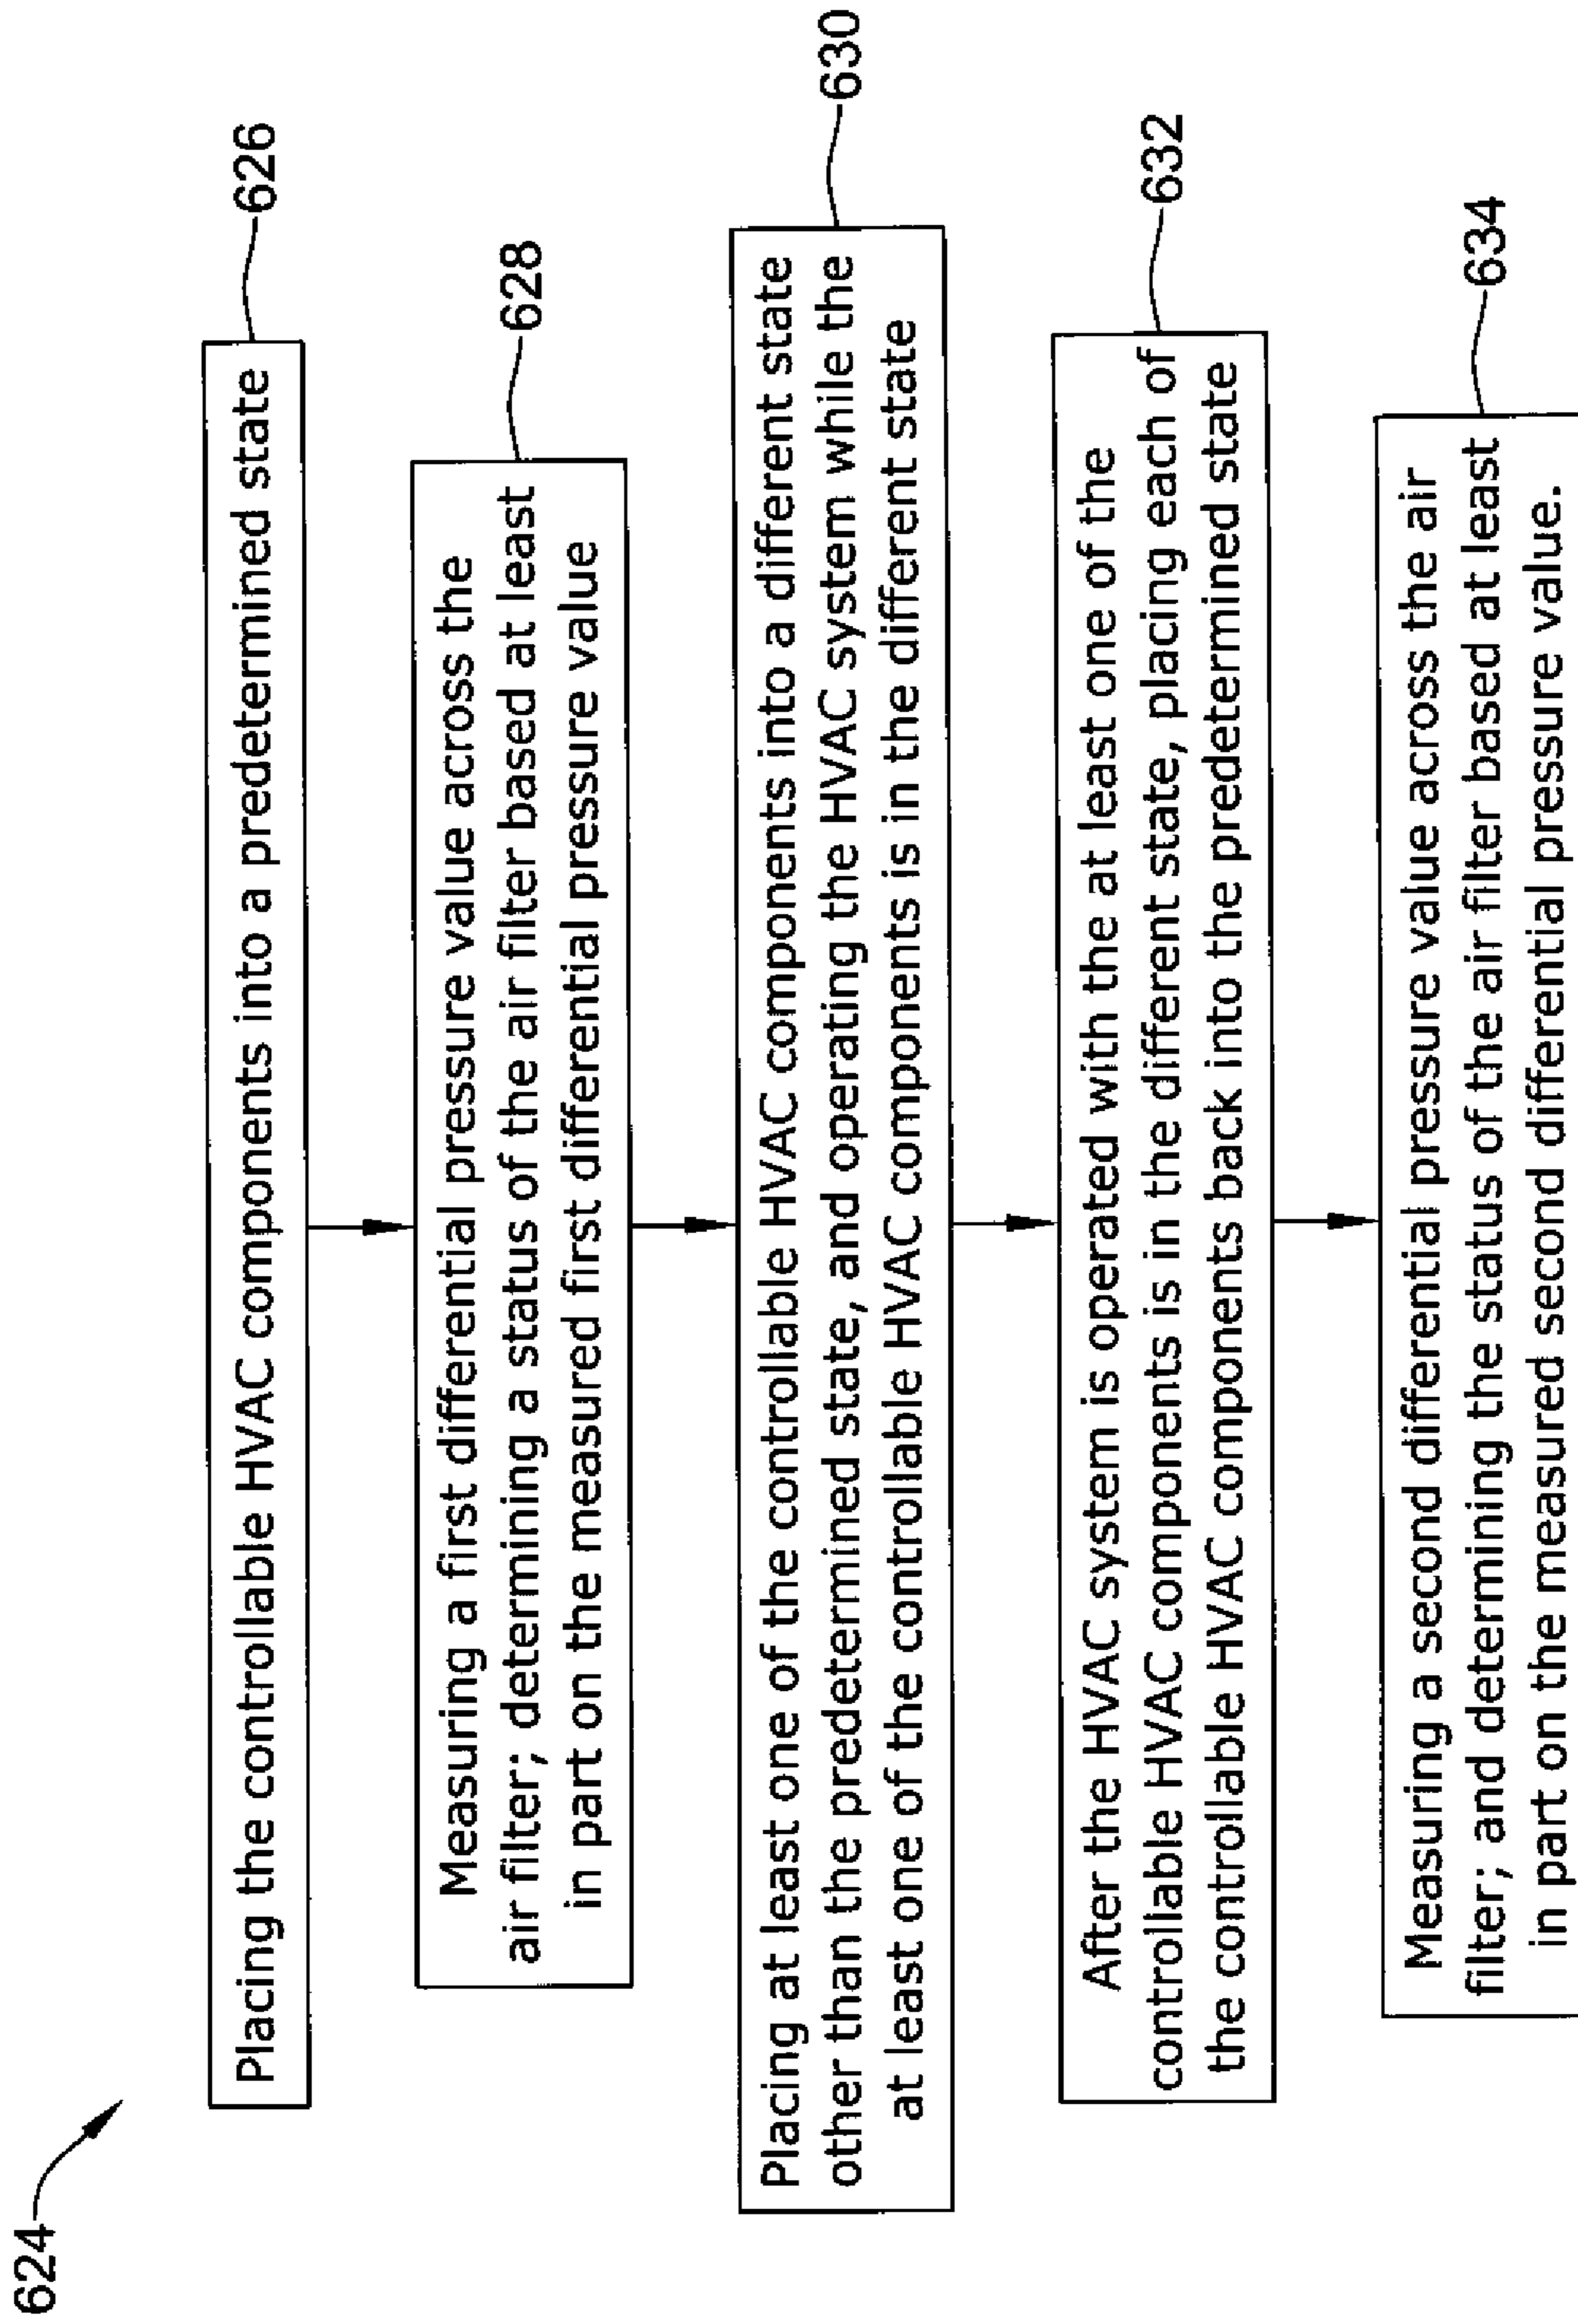 624
Placing the controllable HVAC components into a predetermined state
626
Measuring a first differential pressure value across the
air filter; determining a status of the air filter based at least
in part on the measured first differential pressure value
628
Placing at least one of the controllable HVAC components into a different state
other than the predetermined state, and operating the HVAC system while the
at least one of the controllable HVAC components is in the different state
630
After the HVAC system is operated with the at least one of the
controllable HVAC components is in the different state, placing each of
the controllable HVAC components back into the predetermined state
632
Measuring a second differential pressure value across the air
filter; and determining the status of the air filter based at least
in part on the measured second differential pressure value.
634